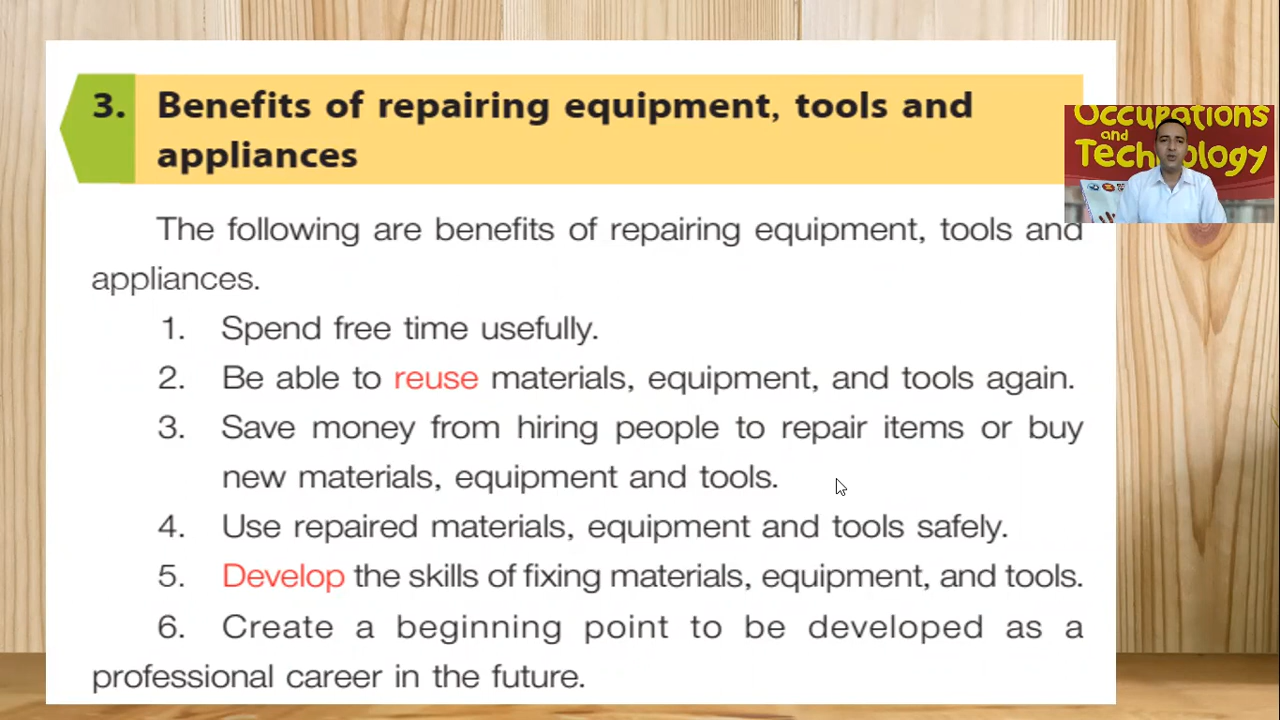 3. Benefits of repairing equipment, tools and
appliances
Occupations
and
Technology
The following are benefits of repairing equipment, tools and
appliances.
1. Spend free time usefully.
2. Be able to reuse materials, equipment, and tools again.
3. Save money from hiring people to repair items or buy
new materials, equipment and tools.
4. Use repaired materials, equipment and tools safely.
5. Develop the skills of fixing materials, equipment, and tools.
6. Create a beginning point to be developed as a
professional career in the future.